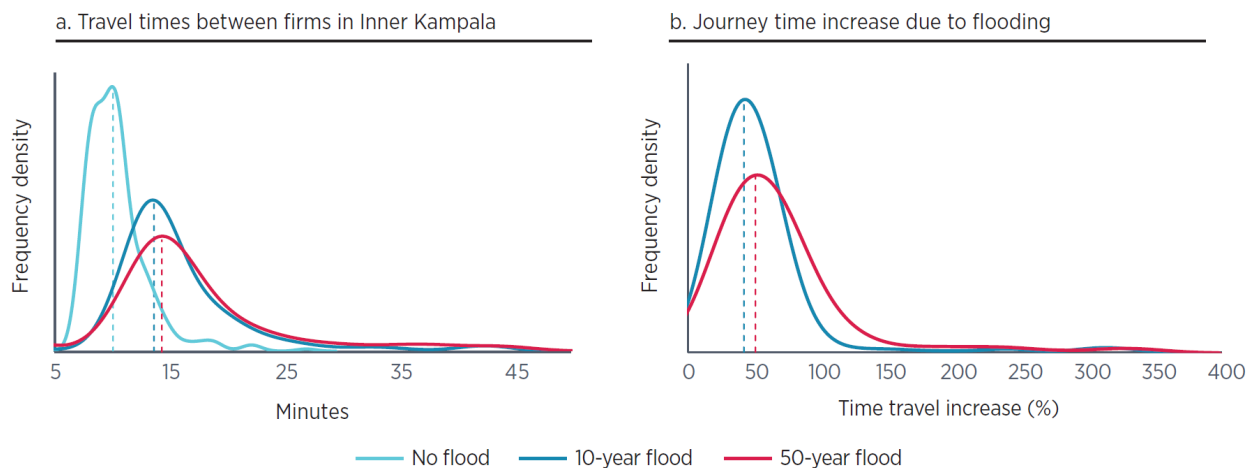 a. Travel times between firms in Inner Kampala
Frequency density
5 15 25 35 45
Minutes
b. Journey time increase due to flooding
Frequency density
0 50 100 150 200 250 300 350 400
Time travel increase (%)
No flood 10-year flood 50-year flood